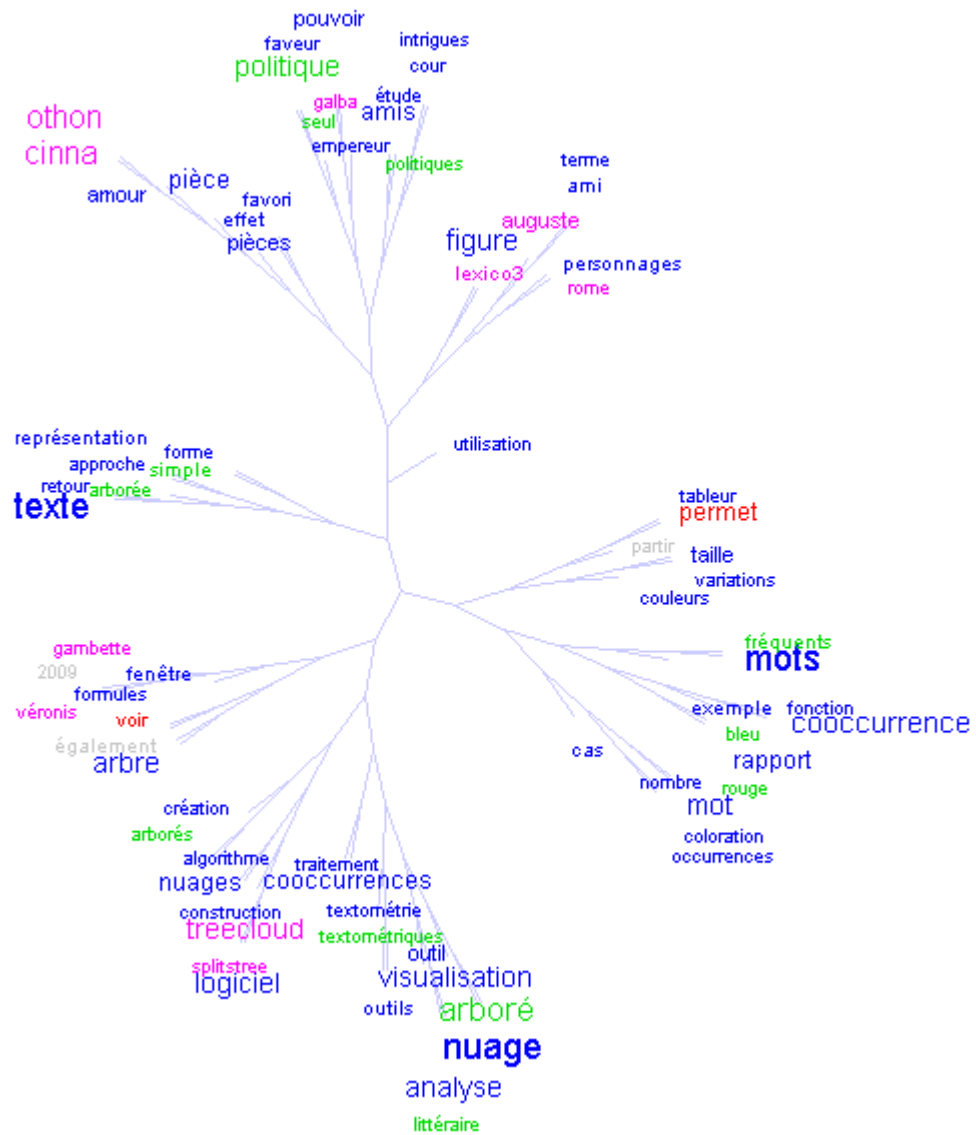 pouvoir
faveur
politique
intrigues
cour
étude
galba
amis
seul
empereur
politiques
othon
cinna
amour
pièce
favori
effet
pièces
terme
ami
auguste
figure
lexico3
personnages
rome
utilisation
représentation
forme
approche
simple
retour
arborée
texte
tableur
permet
partir
taille
variations
couleurs
fréquents
mots
exemple
fonction
cooccurrence
bleu
rapport
cas
nombre
rouge
mot
coloration
occurrences
gambette
2009
fenêtre
formules
véronis
voir
également
arbre
création
arborés
algorithme
nuages
construction
treecloud
splitstree
logiciel
traitement
cooccurrences
textométrie
textométriques
outil
visualisation
outils
arboré
nuage
analyse
littéraire